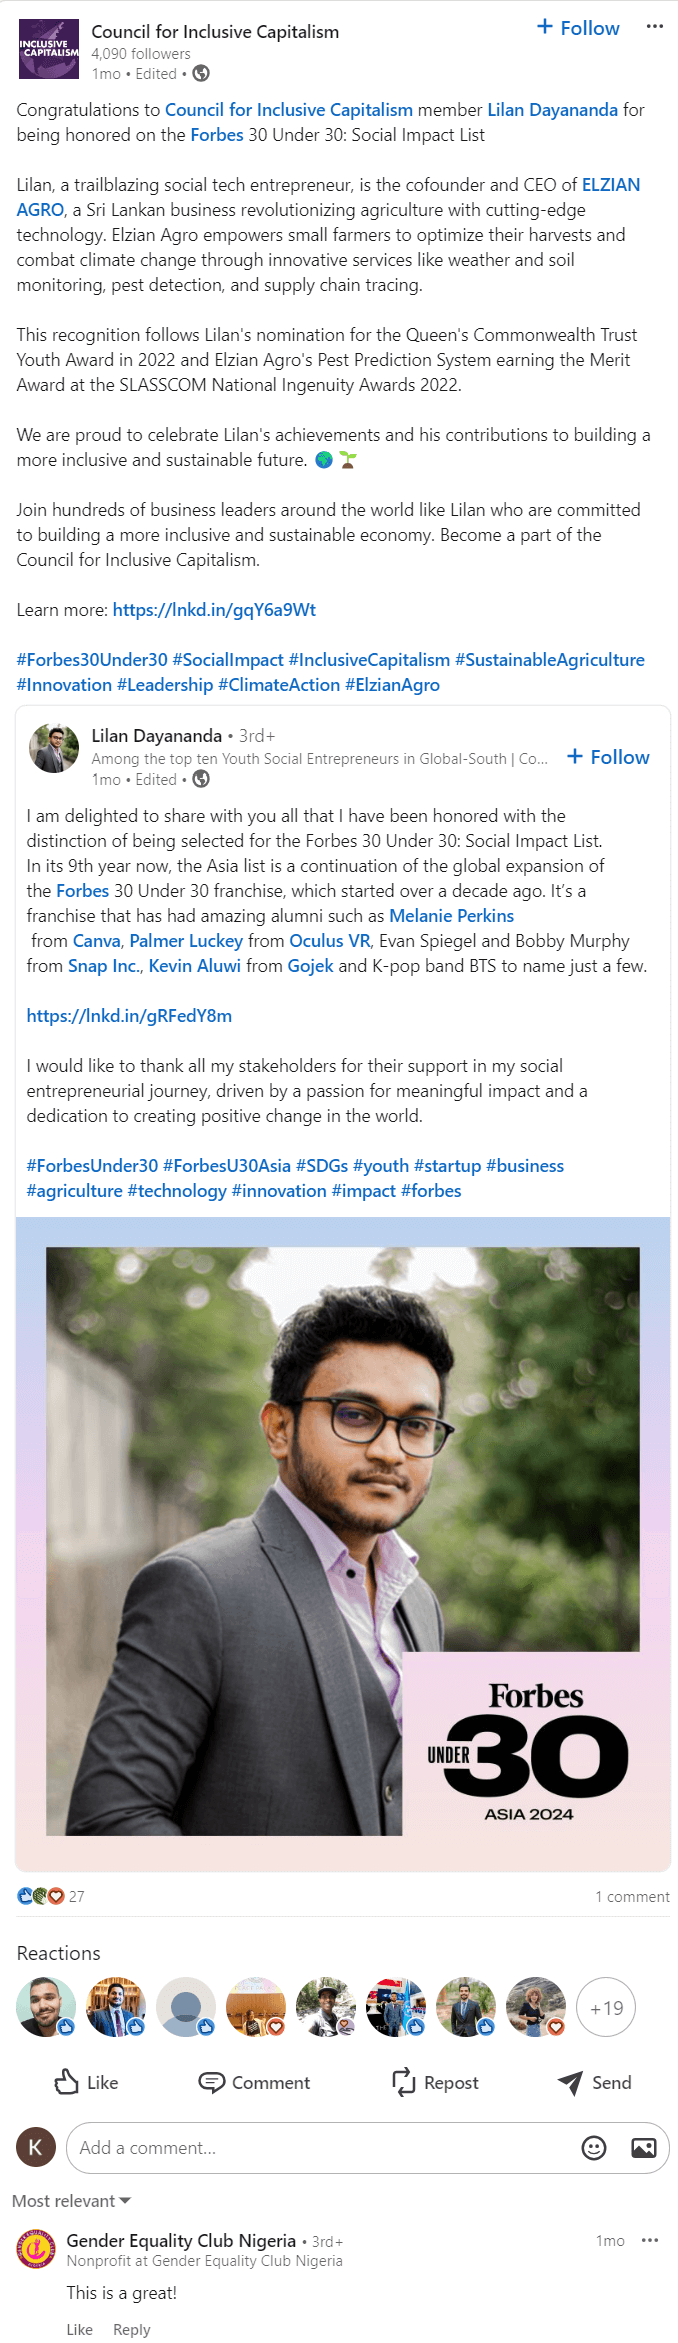 INCLUSIVE
CAPITALISM
Council for Inclusive Capitalism
4,090 followers
1mo • Edited •
+ Follow
Congratulations to Council for Inclusive Capitalism member Lilan Dayananda for
being honored on the Forbes 30 Under 30: Social Impact List
Lilan, a trailblazing social tech entrepreneur, is the cofounder and CEO of ELZIAN
AGRO, a Sri Lankan business revolutionizing agriculture with cutting-edge
technology. Elzian Agro empowers small farmers to optimize their harvests and
combat climate change through innovative services like weather and soil
monitoring, pest detection, and supply chain tracing.
This recognition follows Lilan's nomination for the Queen's Commonwealth Trust
Youth Award in 2022 and Elzian Agro's Pest Prediction System earning the Merit
Award at the SLASSCOM National Ingenuity Awards 2022.
We are proud to celebrate Lilan's achievements and his contributions to building a
more inclusive and sustainable future. 🌍 🌱
Join hundreds of business leaders around the world like Lilan who are committed
to building a more inclusive and sustainable economy. Become a part of the
Council for Inclusive Capitalism.
Learn more: https://lnkd.in/gqY6a9Wt
#Forbes30Under30 #SocialImpact #InclusiveCapitalism #SustainableAgriculture
#Innovation #Leadership #ClimateAction #ElzianAgro
Lilan Dayananda • 3rd+
Among the top ten Youth Social Entrepreneurs in Global-South | Co...
1mo • Edited •
+ Follow
I am delighted to share with you all that I have been honored with the
distinction of being selected for the Forbes 30 Under 30: Social Impact List.
In its 9th year now, the Asia list is a continuation of the global expansion of
the Forbes 30 Under 30 franchise, which started over a decade ago. It's a
franchise that has had amazing alumni such as Melanie Perkins
from Canva, Palmer Luckey from Oculus VR, Evan Spiegel and Bobby Murphy
from Snap Inc., Kevin Aluwi from Gojek and K-pop band BTS to name just a few.
https://lnkd.in/gRFedY8m
I would like to thank all my stakeholders for their support in my social
entrepreneurial journey, driven by a passion for meaningful impact and a
dedication to creating positive change in the world.
#ForbesUnder30 #ForbesU30Asia #SDGs #youth #startup #business
#agriculture #technology #innovation #impact #forbes
Forbes
UNDER 30
ASIA 2024
27
1 comment
Reactions
+19
Like
Comment
Repost
Send
K
Add a comment...
Most relevant
Gender Equality Club Nigeria • 3rd+
1mo
Nonprofit at Gender Equality Club Nigeria
This is a great!
Like
Reply